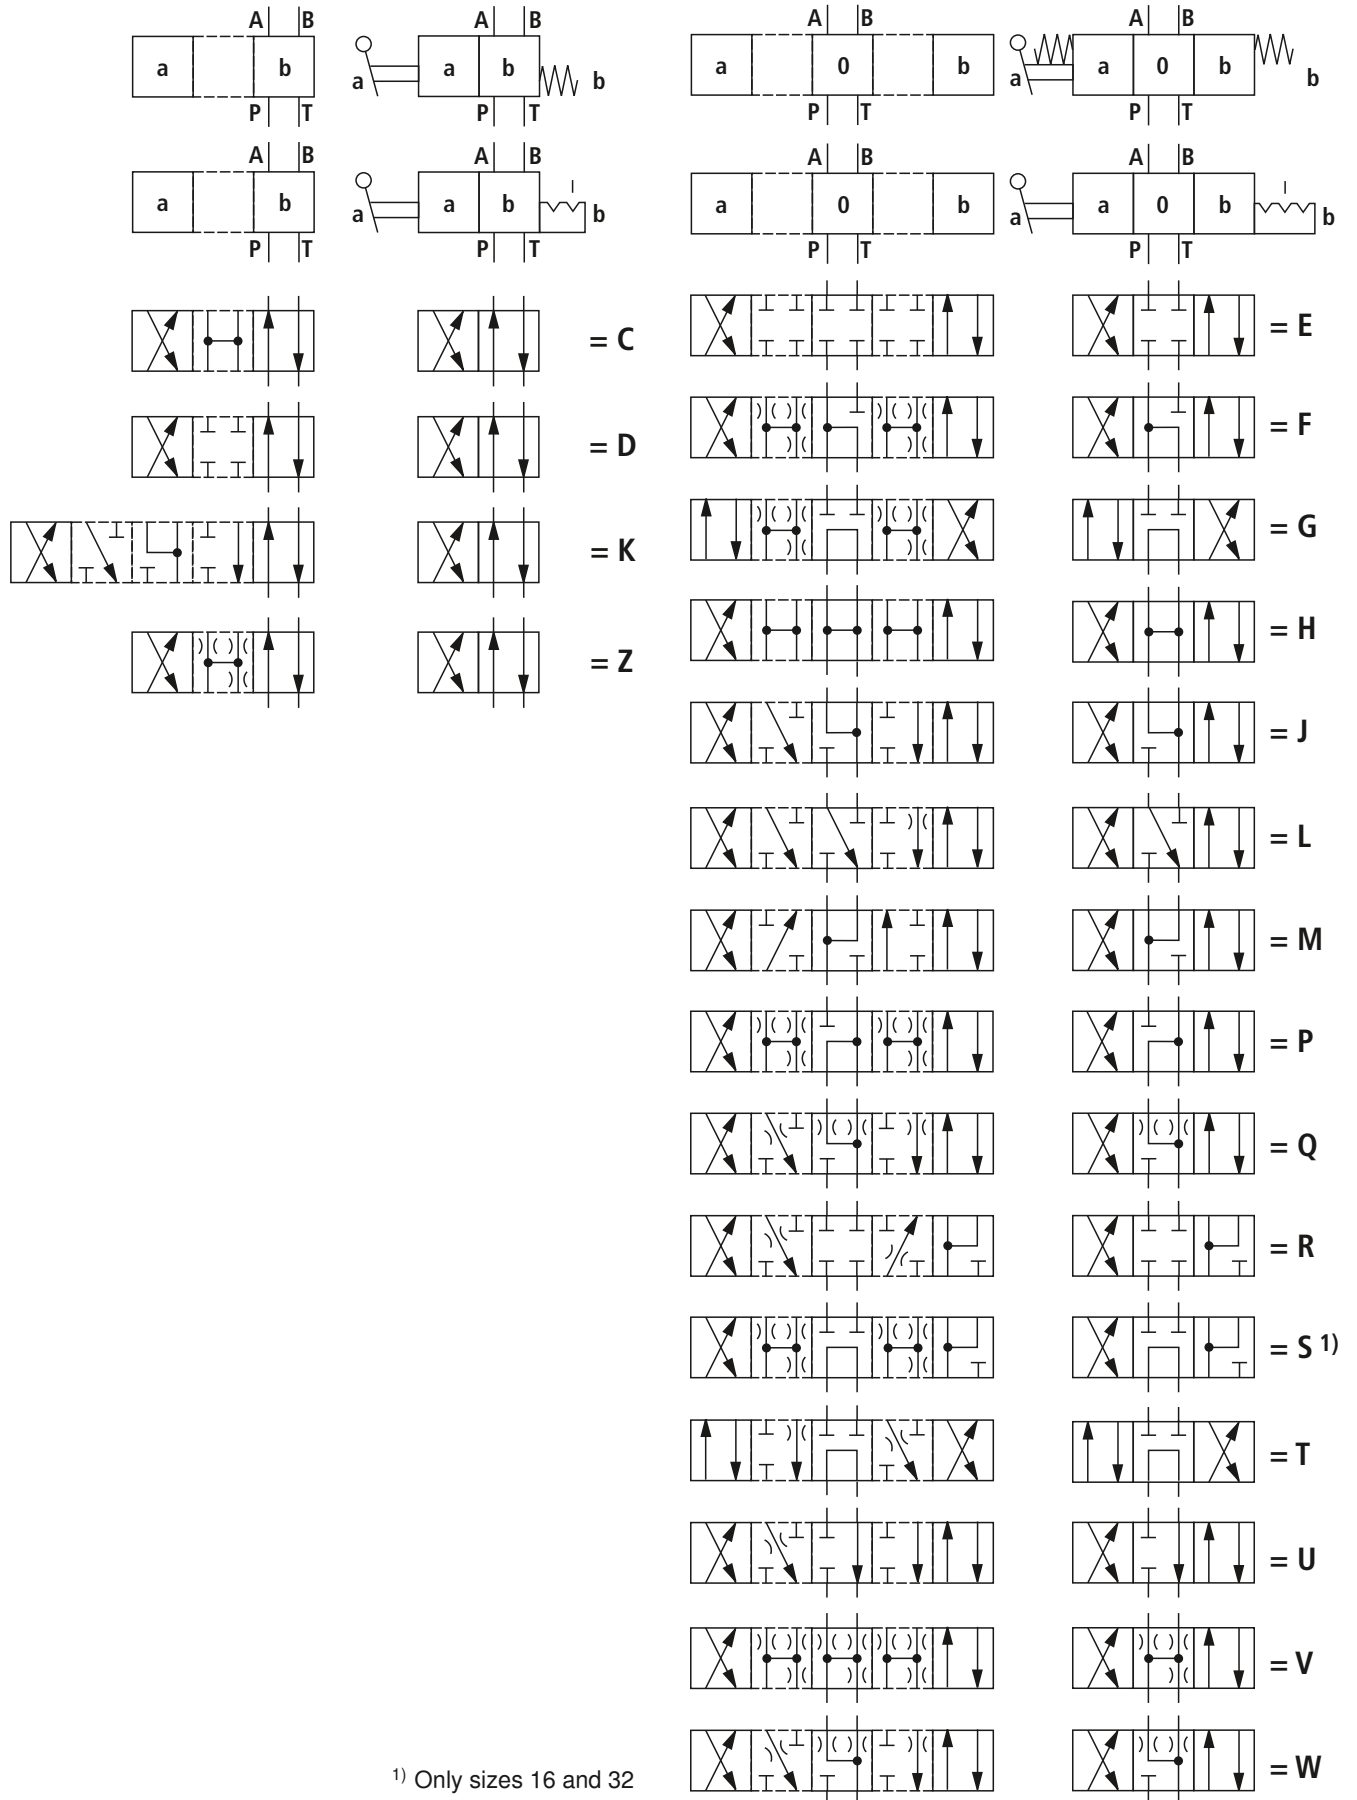 A B A B A B A B
a b a b b a 0 b a a 0 b b
P T P T P T P T
A B A B A B A B
a b a a b b a 0 b a a 0 b b
P T P T P T P T
= C
= D
= K
= Z
= E
= F
= G
= H
= J
= L
= M
= P
= Q
= R
= S 1)
= T
= U
= V
= W
1) Only sizes 16 and 32